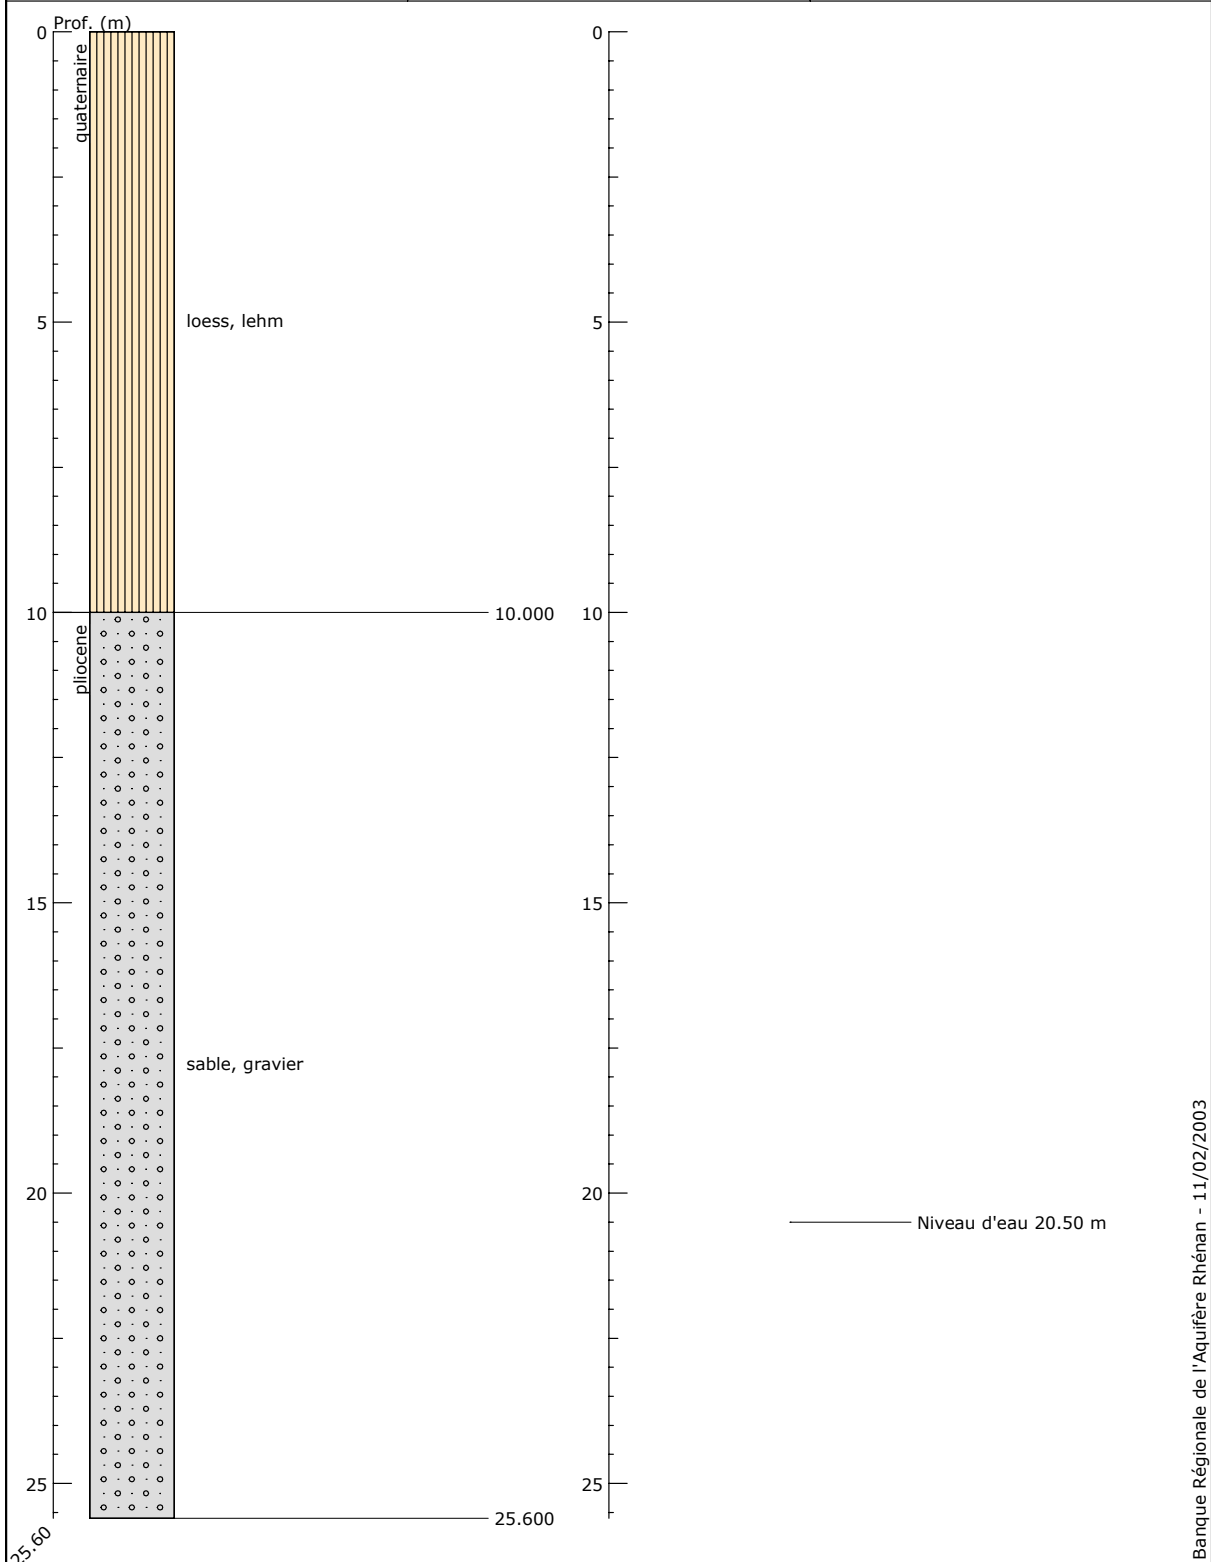 Prof. (m)
0
quaternaire
5
loess, lehm
10
10.000
pliocene
15
sable, gravier
20
25
25.600
25.60
0
5
10
15
20
Niveau d'eau 20.50 m
25
Banque Régionale de l'Aquifère Rhénan - 11/02/2003